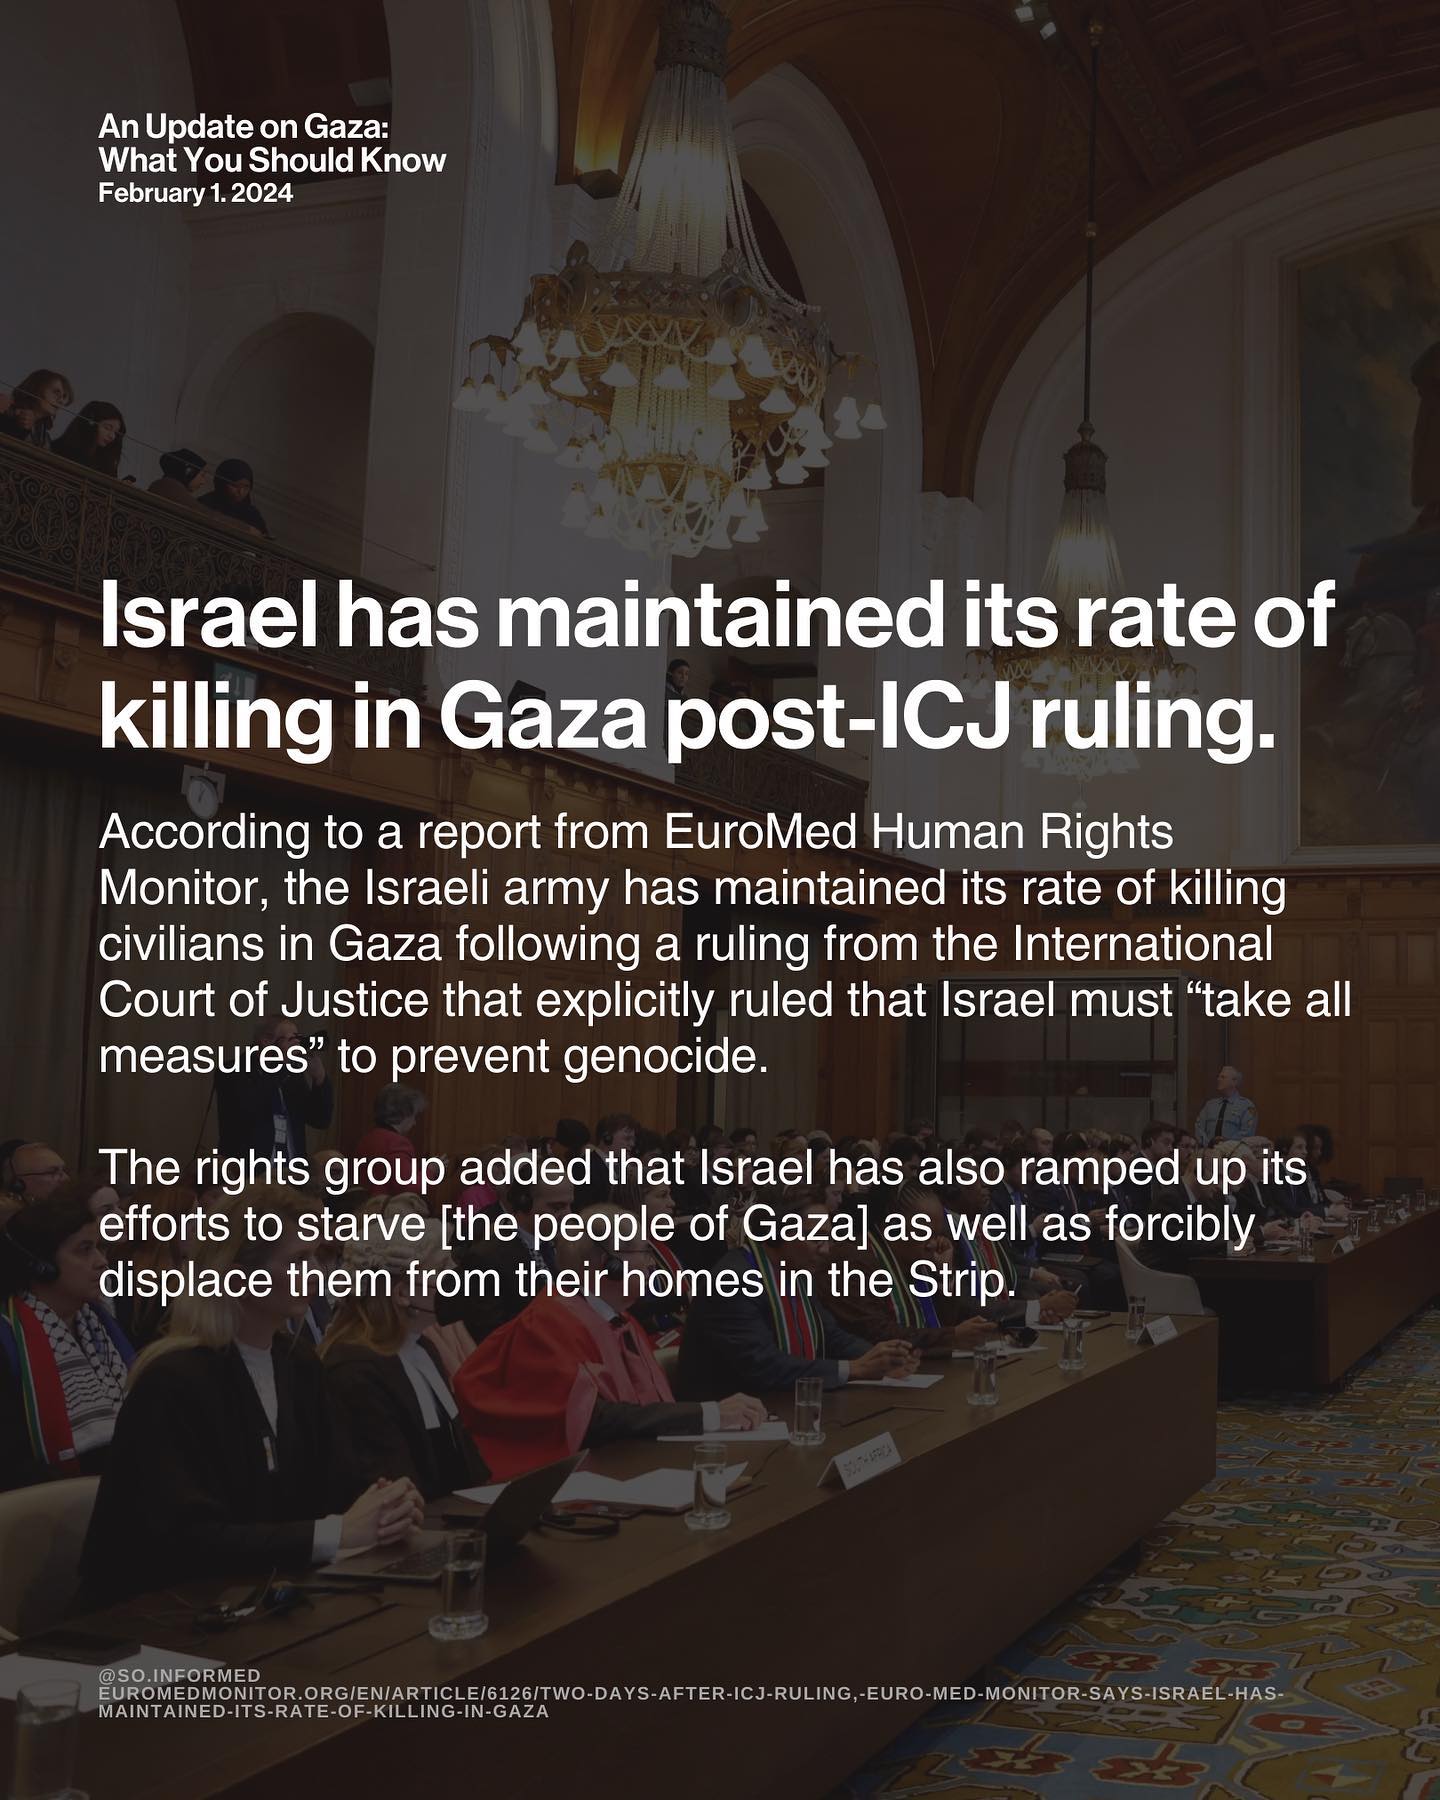 An Update on Gaza:
What You Should Know
February 1. 2024
Israel has maintained its rate of
killing in Gaza post-ICJ ruling.
According to a report from EuroMed Human Rights
Monitor, the Israeli army has maintained its rate of killing
civilians in Gaza following a ruling from the International
Court of Justice that explicitly ruled that Israel must “take all
measures” to prevent genocide.
The rights group added that Israel has also ramped up its
efforts to starve [the people of Gaza] as well as forcibly
displace them from their homes in the Strip.
SOUTH AFRICA
@SO.INFORMED
EUROMEDMONITOR.ORG/EN/ARTICLE/6126/TWO-DAYS-AFTER-ICJ-RULING,-EURO-MED-MONITOR-SAYS-ISRAEL-HAS-
MAINTAINED-ITS-RATE-OF-KILLING-IN-GAZA